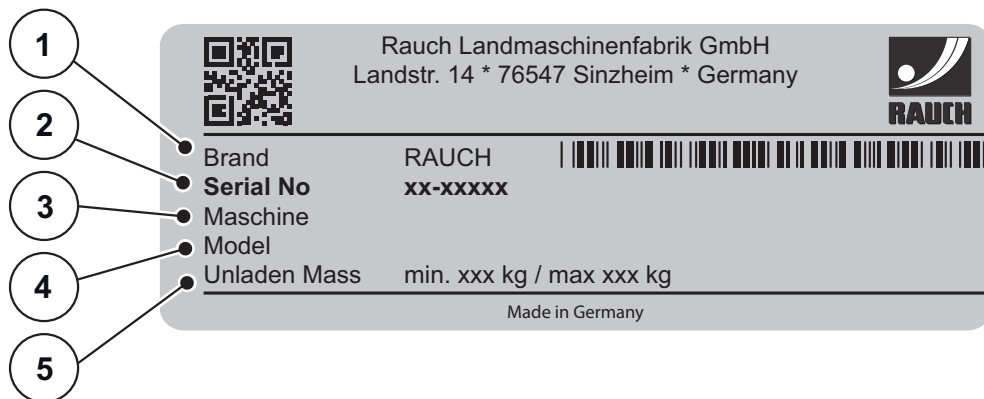 1
2
3
4
5
Rauch Landmaschinenfabrik GmbH
Landstr. 14 * 76547 Sinzheim * Germany
RAUCH
Brand RAUCH
Serial No xx-xxxxx
Maschine
Model
Unladen Mass min. xxx kg / max xxx kg
Made in Germany